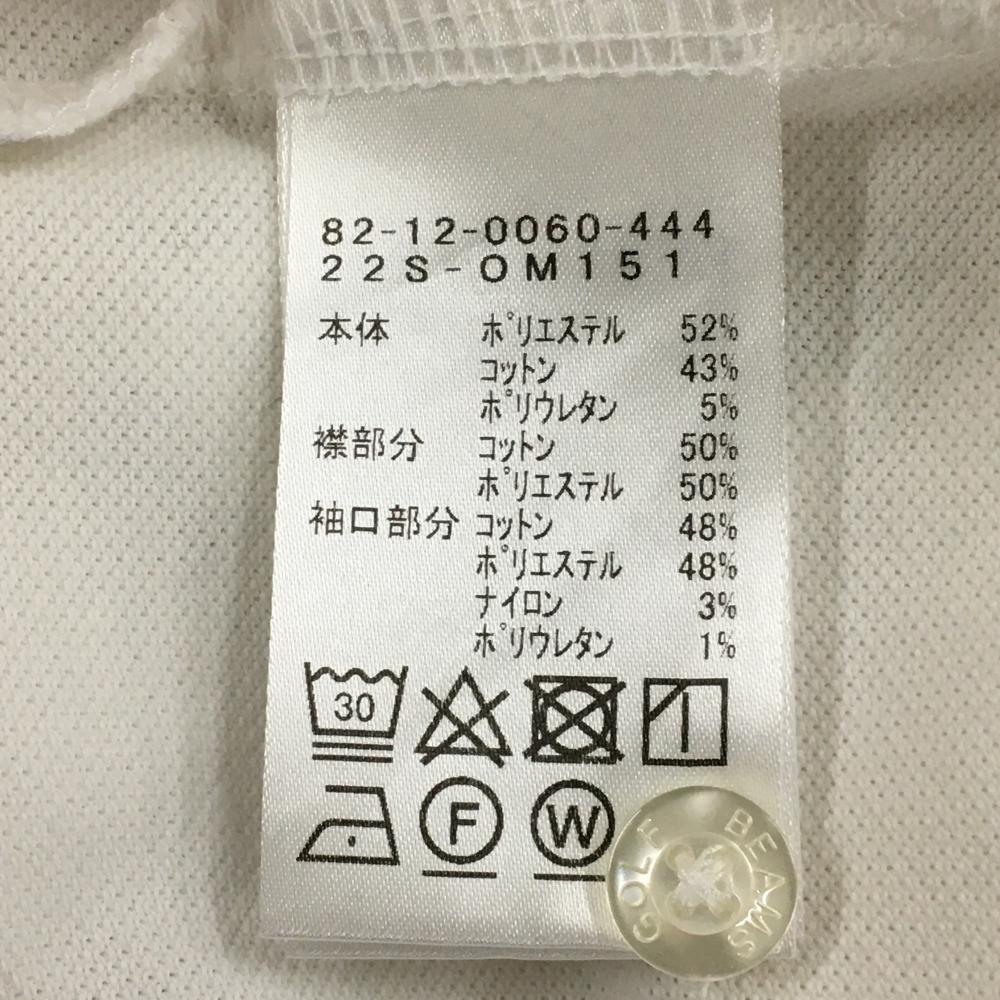 82-12-0060-444
22S-OM151
本体 ポリエステル 52%
コットン 43%
ポリウレタン 5%
襟部分 コットン 50%
ポリエステル 50%
袖口部分 コットン 48%
ポリエステル 48%
ナイロン 3%
ポリウレタン 1%
30
F W
BEAMS GOLF